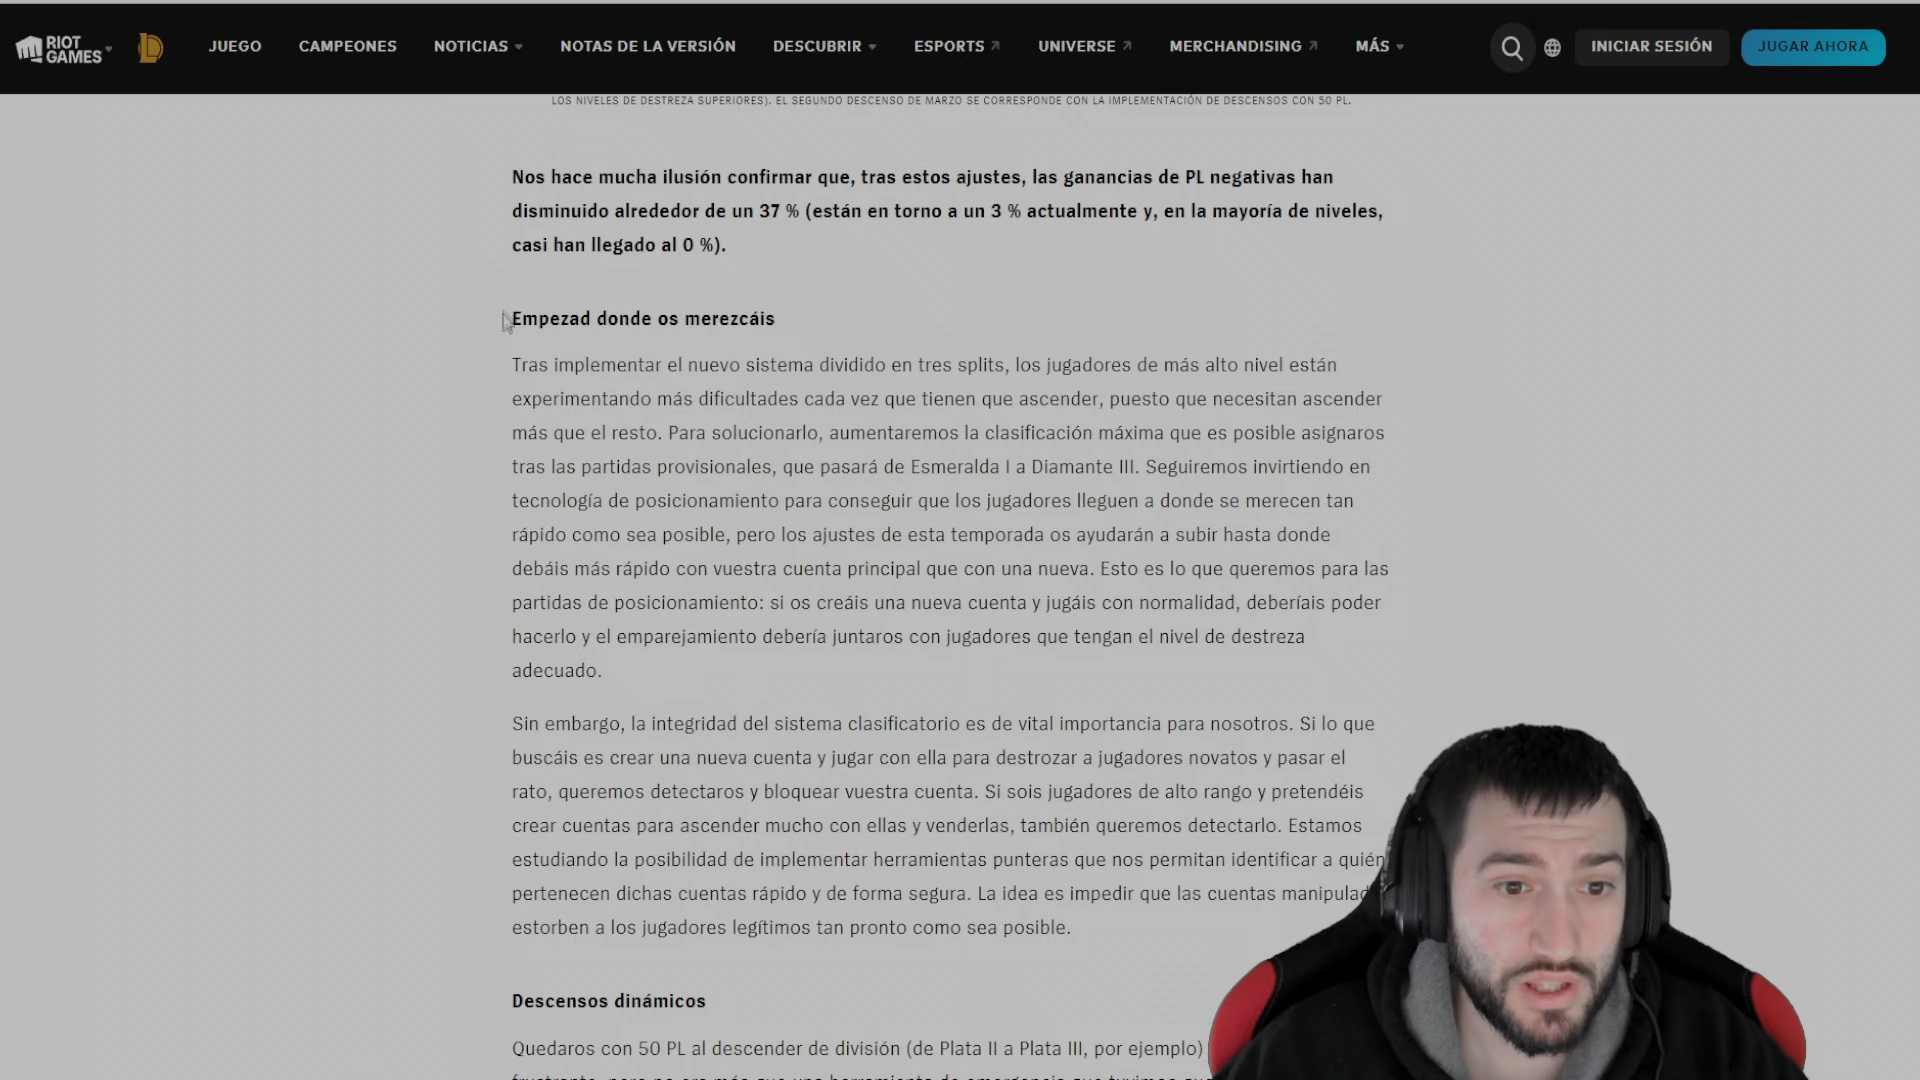 RIOT GAMES
JUEGO CAMPEONES NOTICIAS NOTAS DE LA VERSIÓN DESCUBRIR ESPORTS UNIVERSE MERCHANDISING MÁS INICIAR SESIÓN JUGAR AHORA
LOS NIVELES DE DESTREZA SUPERIORES). EL SEGUNDO DESCENSO DE MARZO SE CORRESPONDE CON LA IMPLEMENTACIÓN DE DESCENSOS CON 50 PL.
Nos hace mucha ilusión confirmar que, tras estos ajustes, las ganancias de PL negativas han
disminuido alrededor de un 37 % (están en torno a un 3 % actualmente y, en la mayoría de niveles,
casi han llegado al 0 %).
Empezad donde os merezcáis
Tras implementar el nuevo sistema dividido en tres splits, los jugadores de más alto nivel están
experimentando más dificultades cada vez que tienen que ascender, puesto que necesitan ascender
más que el resto. Para solucionarlo, aumentaremos la clasificación máxima que es posible asignaros
tras las partidas provisionales, que pasará de Esmeralda I a Diamante III. Seguiremos invirtiendo en
tecnología de posicionamiento para conseguir que los jugadores lleguen a donde se merecen tan
rápido como sea posible, pero los ajustes de esta temporada os ayudarán a subir hasta donde
debáis más rápido con vuestra cuenta principal que con una nueva. Esto es lo que queremos para las
partidas de posicionamiento: si os creáis una nueva cuenta y jugáis con normalidad, deberíais poder
hacerlo y el emparejamiento debería juntaros con jugadores que tengan el nivel de destreza
adecuado.
Sin embargo, la integridad del sistema clasificatorio es de vital importancia para nosotros. Si lo que
buscáis es crear una nueva cuenta y jugar con ella para destrozar a jugadores novatos y pasar el
rato, queremos detectaros y bloquear vuestra cuenta. Si sois jugadores de alto rango y pretendéis
crear cuentas para ascender mucho con ellas y venderlas, también queremos detectarlo. Estamos
estudiando la posibilidad de implementar herramientas punteras que nos permitan identificar a quién
pertenecen dichas cuentas rápido y de forma segura. La idea es impedir que las cuentas manipulad
estorben a los jugadores legítimos tan pronto como sea posible.
Descensos dinámicos
Quedaros con 50 PL al descender de división (de Plata II a Plata III, por ejemplo)